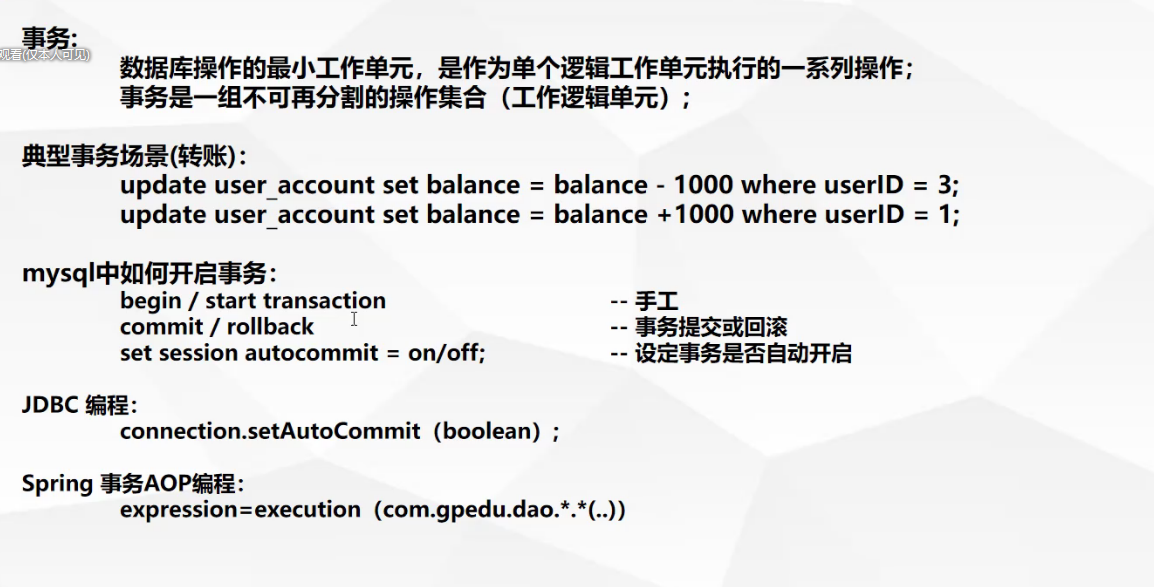 事务:
观看(仅本人可见)
数据库操作的最小工作单元，是作为单个逻辑工作单元执行的一系列操作；
事务是一组不可再分割的操作集合（工作逻辑单元）；
典型事务场景(转账)：
update user_account set balance = balance - 1000 where userID = 3;
update user_account set balance = balance +1000 where userID = 1;
mysql中如何开启事务：
begin / start transaction -- 手工
commit / rollback -- 事务提交或回滚
set session autocommit = on/off; -- 设定事务是否自动开启
JDBC 编程：
connection.setAutoCommit（boolean）;
Spring 事务AOP编程：
expression=execution（com.gpedu.dao.*.*(..)）